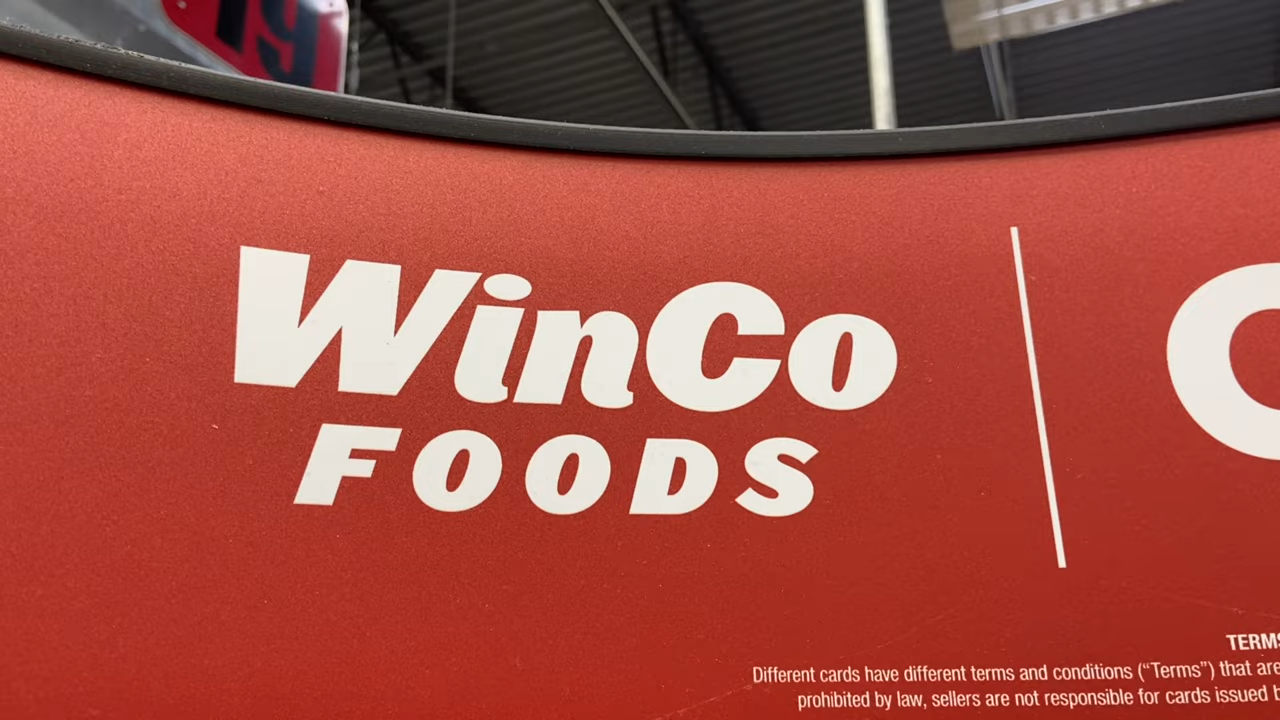 19
WinCo
FOODS
TERMS
Different cards have different terms and conditions (“Terms”) that are
prohibited by law, sellers are not responsible for cards issued